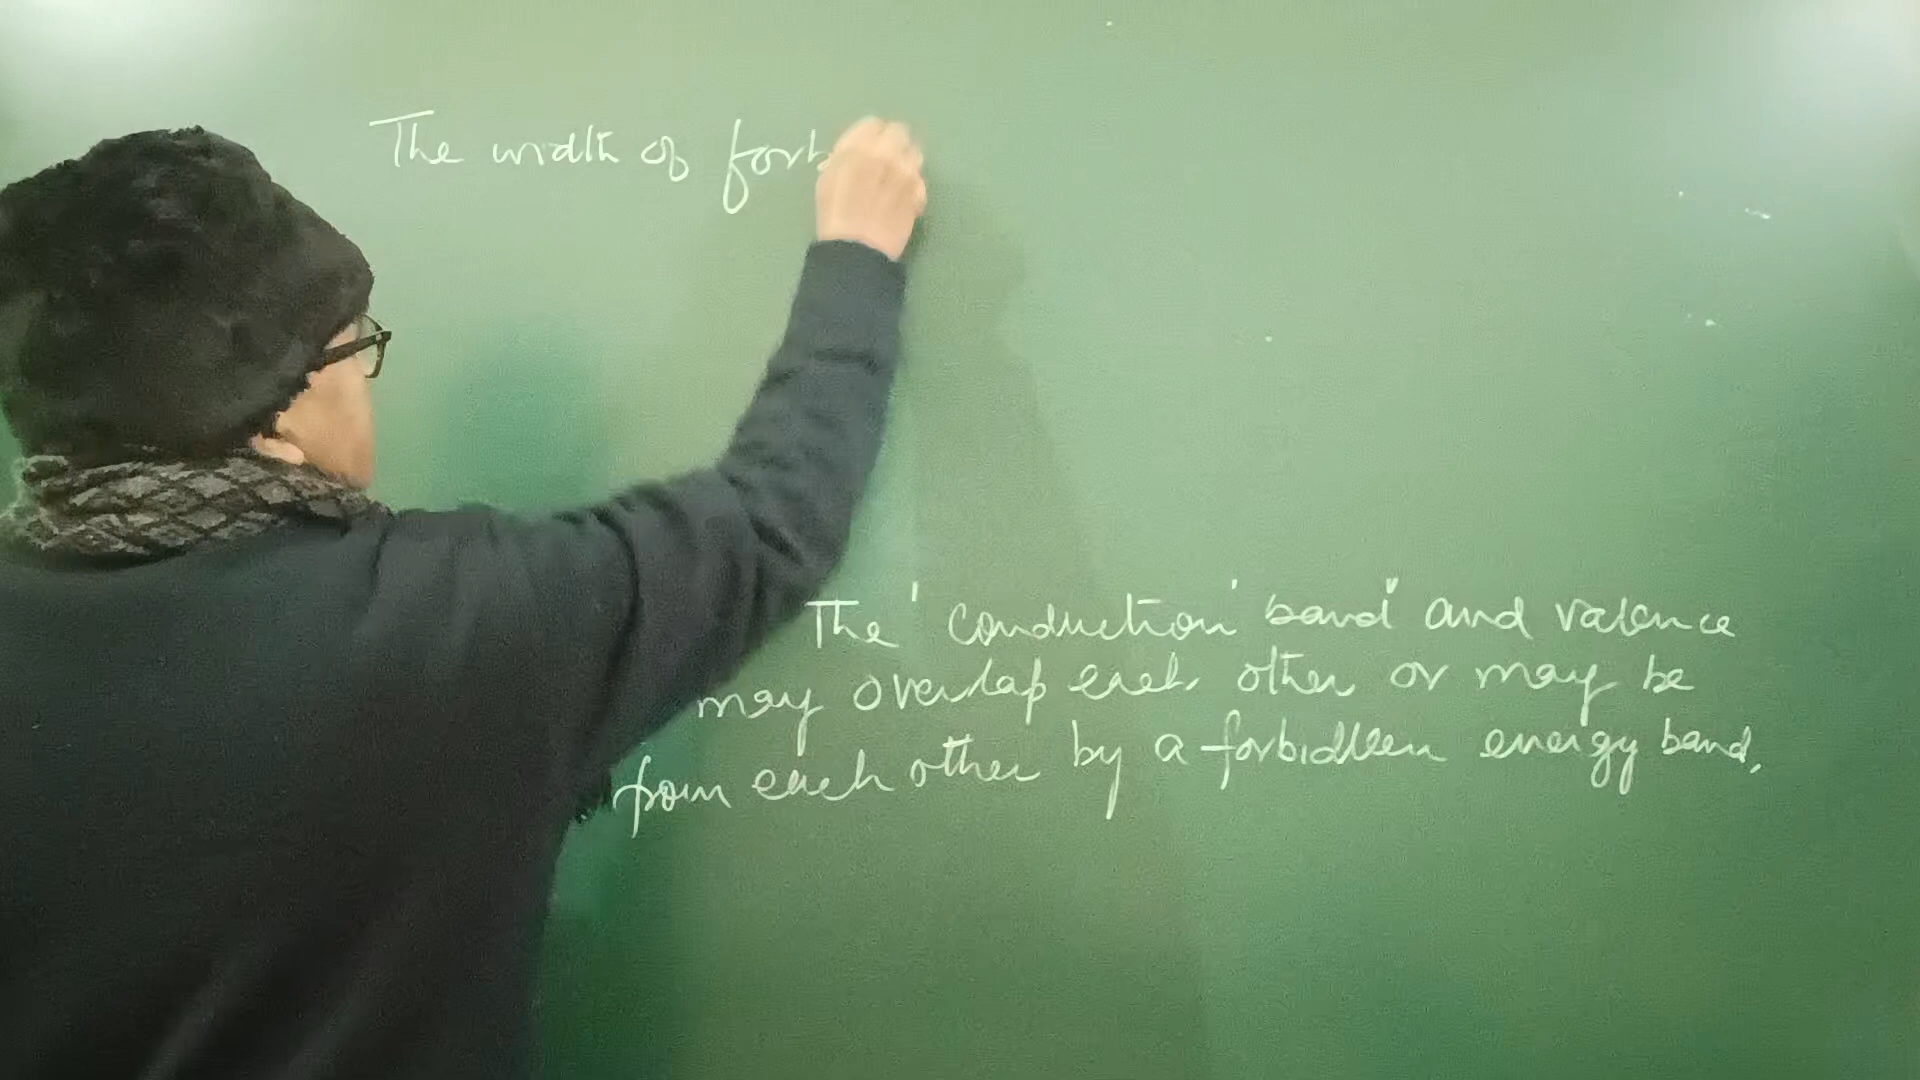 The width of forb
The 'conduction' band" and valence
may overlap each other or may be
from each other by a forbidden energy band.